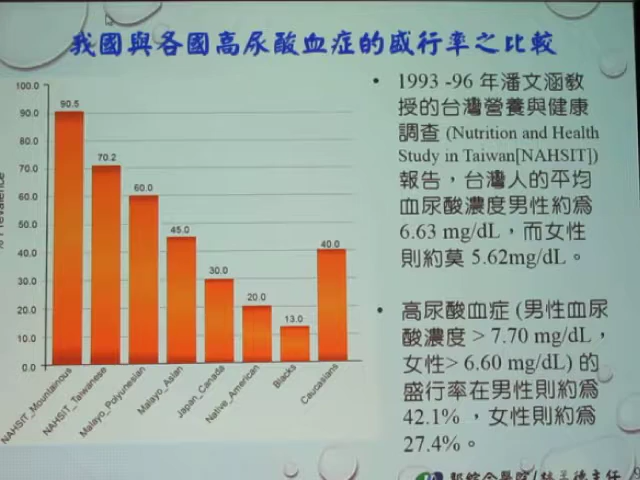 我國與各國高尿酸血症的盛行率之比較
100.0
90.0
80.0
70.0
60.0
50.0
40.0
30.0
20.0
10.0
0.0
90.5
70.2
60.0
45.0
30.0
20.0
13.0
40.0
NAHSIT_Mountainous
NAHSIT_Taiwanese
Malayo_Polyunesian
Malayo_Asian
Japan_Canada
Native_American
Blacks
Caucasians
• 1993 -96 年潘文涵教
授的台灣營養與健康
調查 (Nutrition and Health
Study in Taiwan[NAHSIT])
報告，台灣人的平均
血尿酸濃度男性約為
6.63 mg/dL，而女性
則約莫 5.62mg/dL。
• 高尿酸血症 (男性血尿
酸濃度 > 7.70 mg/dL，
女性> 6.60 mg/dL) 的
盛行率在男性則約為
42.1% ，女性則約為
27.4%。